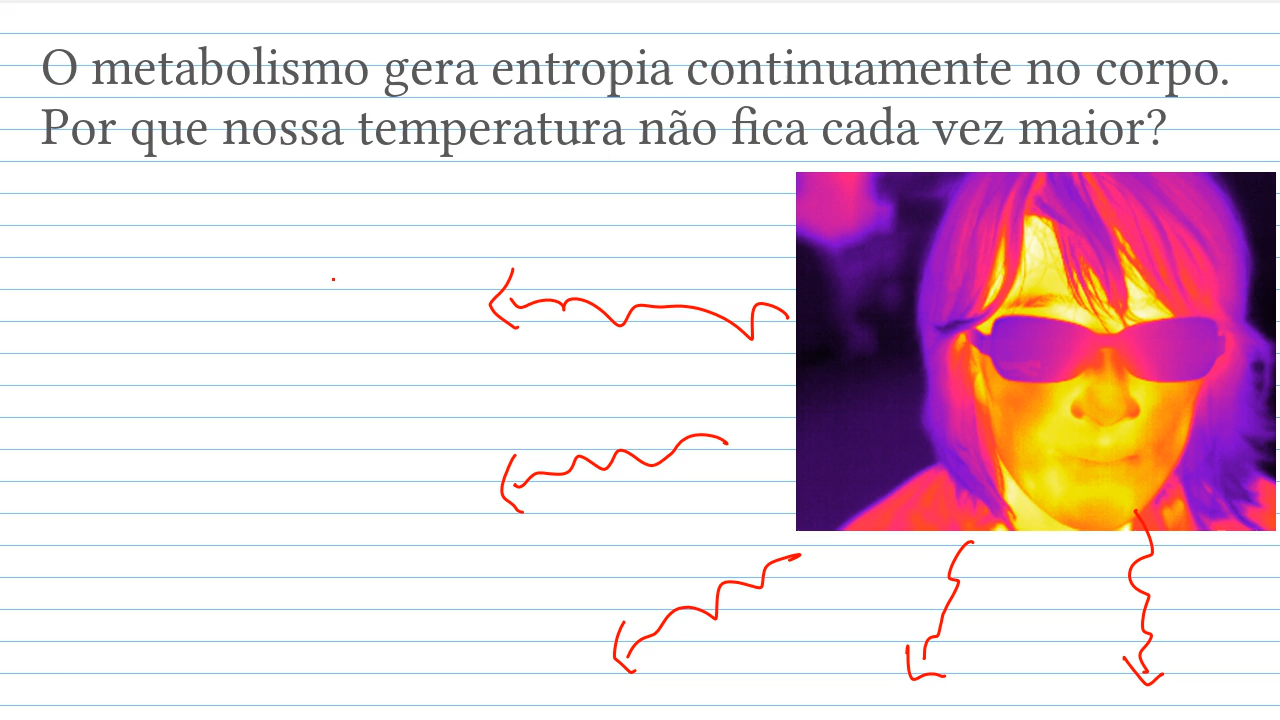 O metabolismo gera entropia continuamente no corpo.
Por que nossa temperatura não fica cada vez maior?